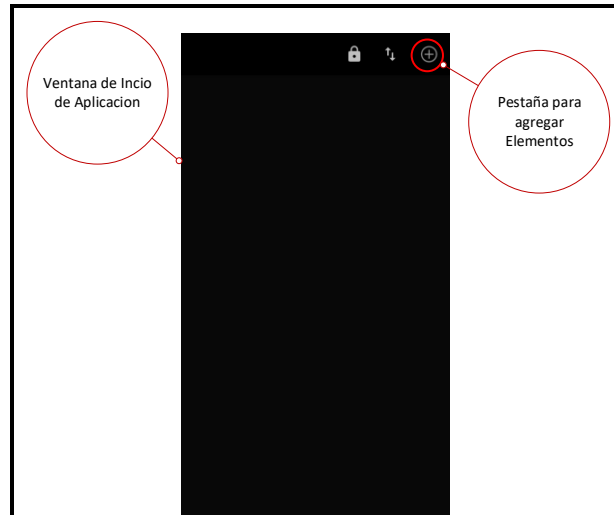 Ventana de Incio
de Aplicacion
Pestaña para
agregar
Elementos